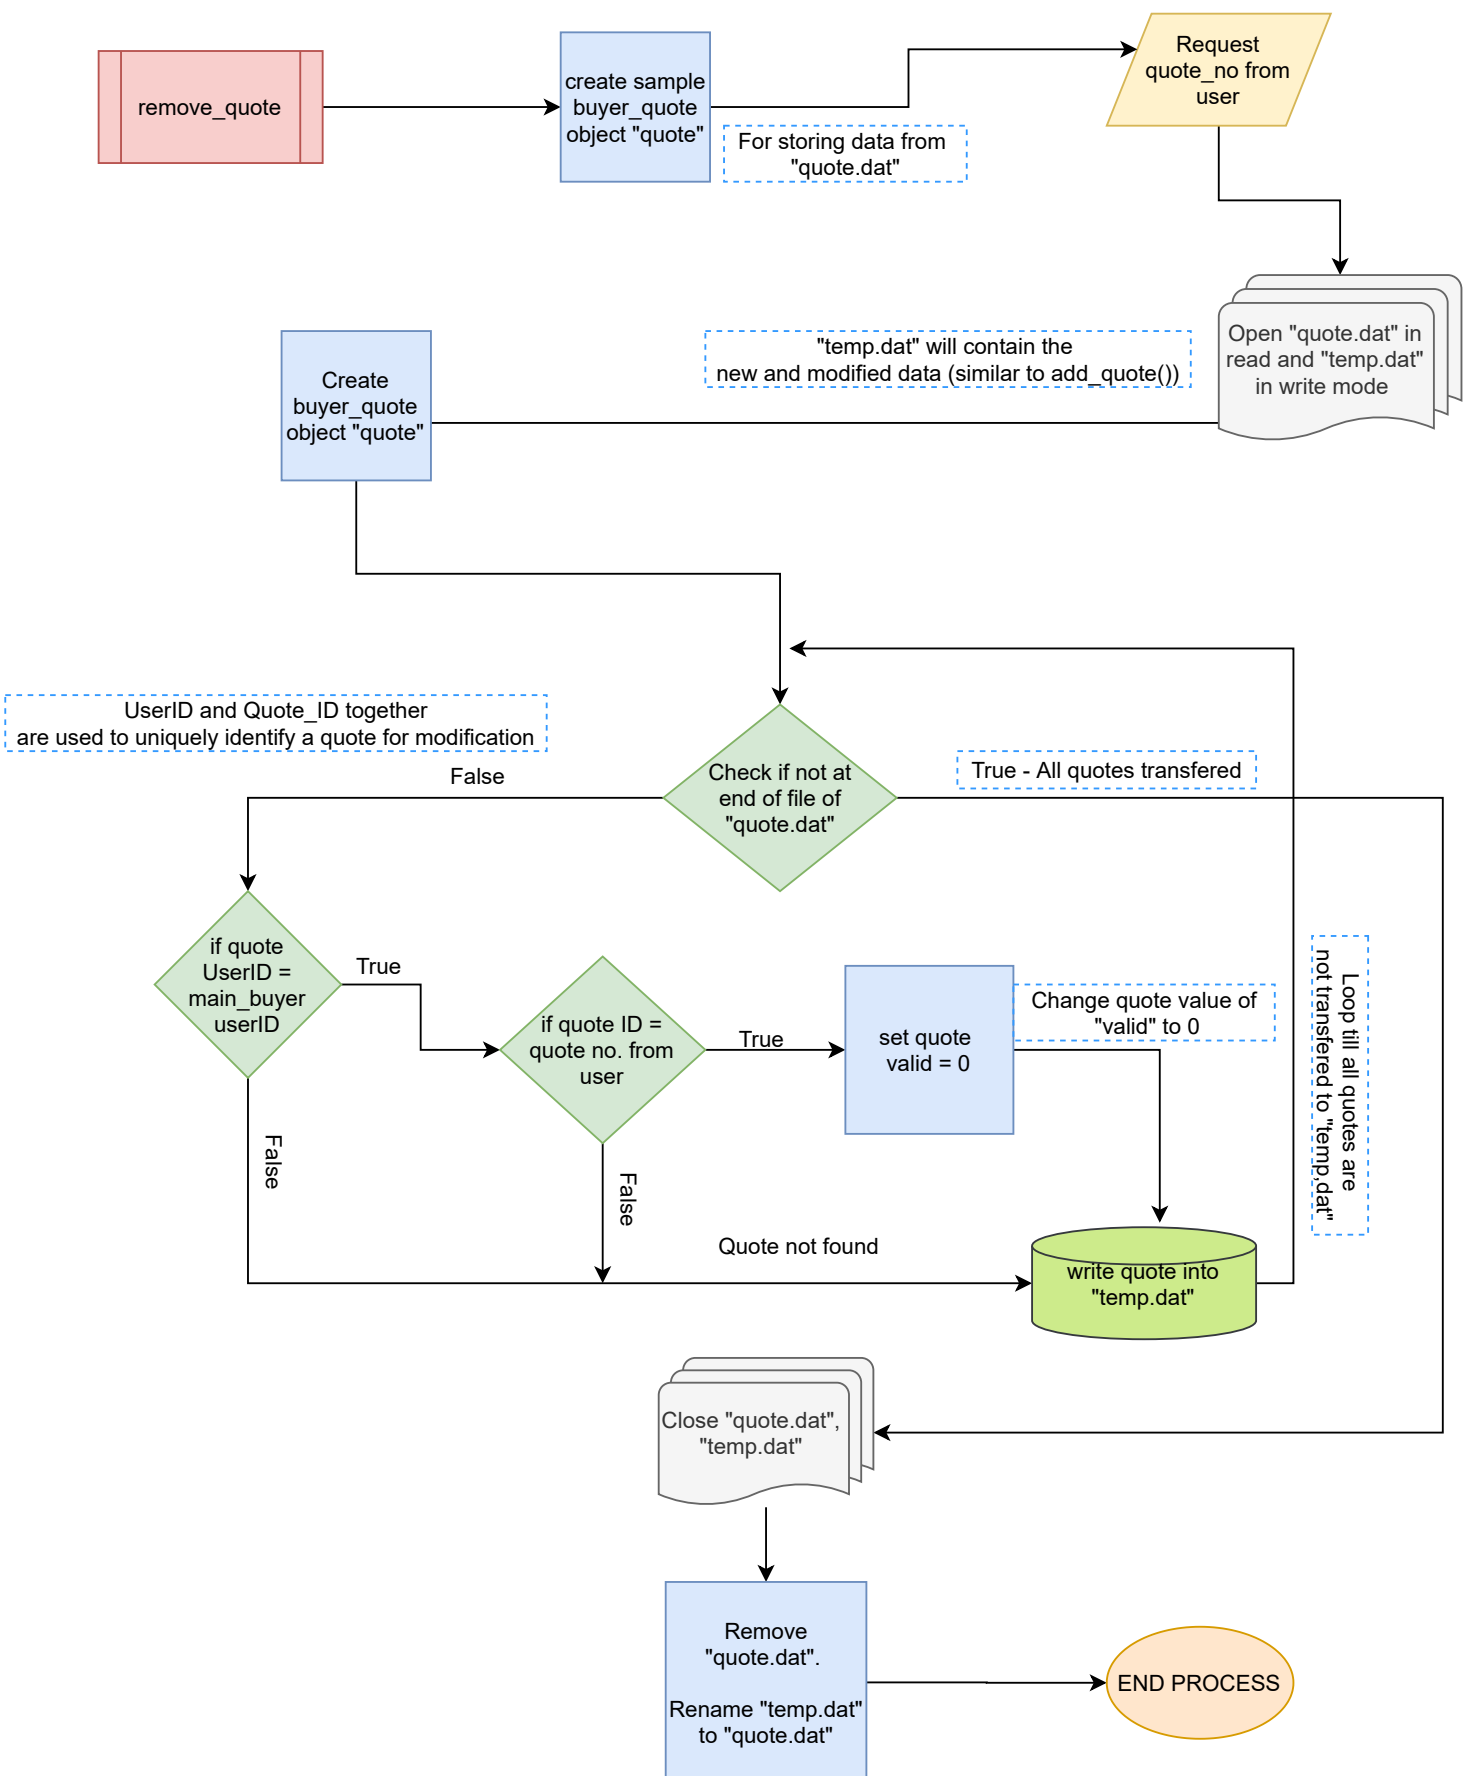 remove_quote
create sample
buyer_quote
object "quote"
For storing data from
"quote.dat"
Request
quote_no from
user
Open "quote.dat" in
read and "temp.dat"
in write mode
"temp.dat" will contain the
new and modified data (similar to add_quote())
Create
buyer_quote
object "quote"
UserID and Quote_ID together
are used to uniquely identify a quote for modification
False
Check if not at
end of file of
"quote.dat"
True - All quotes transfered
if quote
UserID =
main_buyer
userID
True
if quote ID =
quote no. from
user
True
set quote
valid = 0
Change quote value of
"valid" to 0
Loop till all quotes are
not transfered to "temp,dat"
False
False
Quote not found
write quote into
"temp.dat"
Close "quote.dat",
"temp.dat"
Remove
"quote.dat".
Rename "temp.dat"
to "quote.dat"
END PROCESS